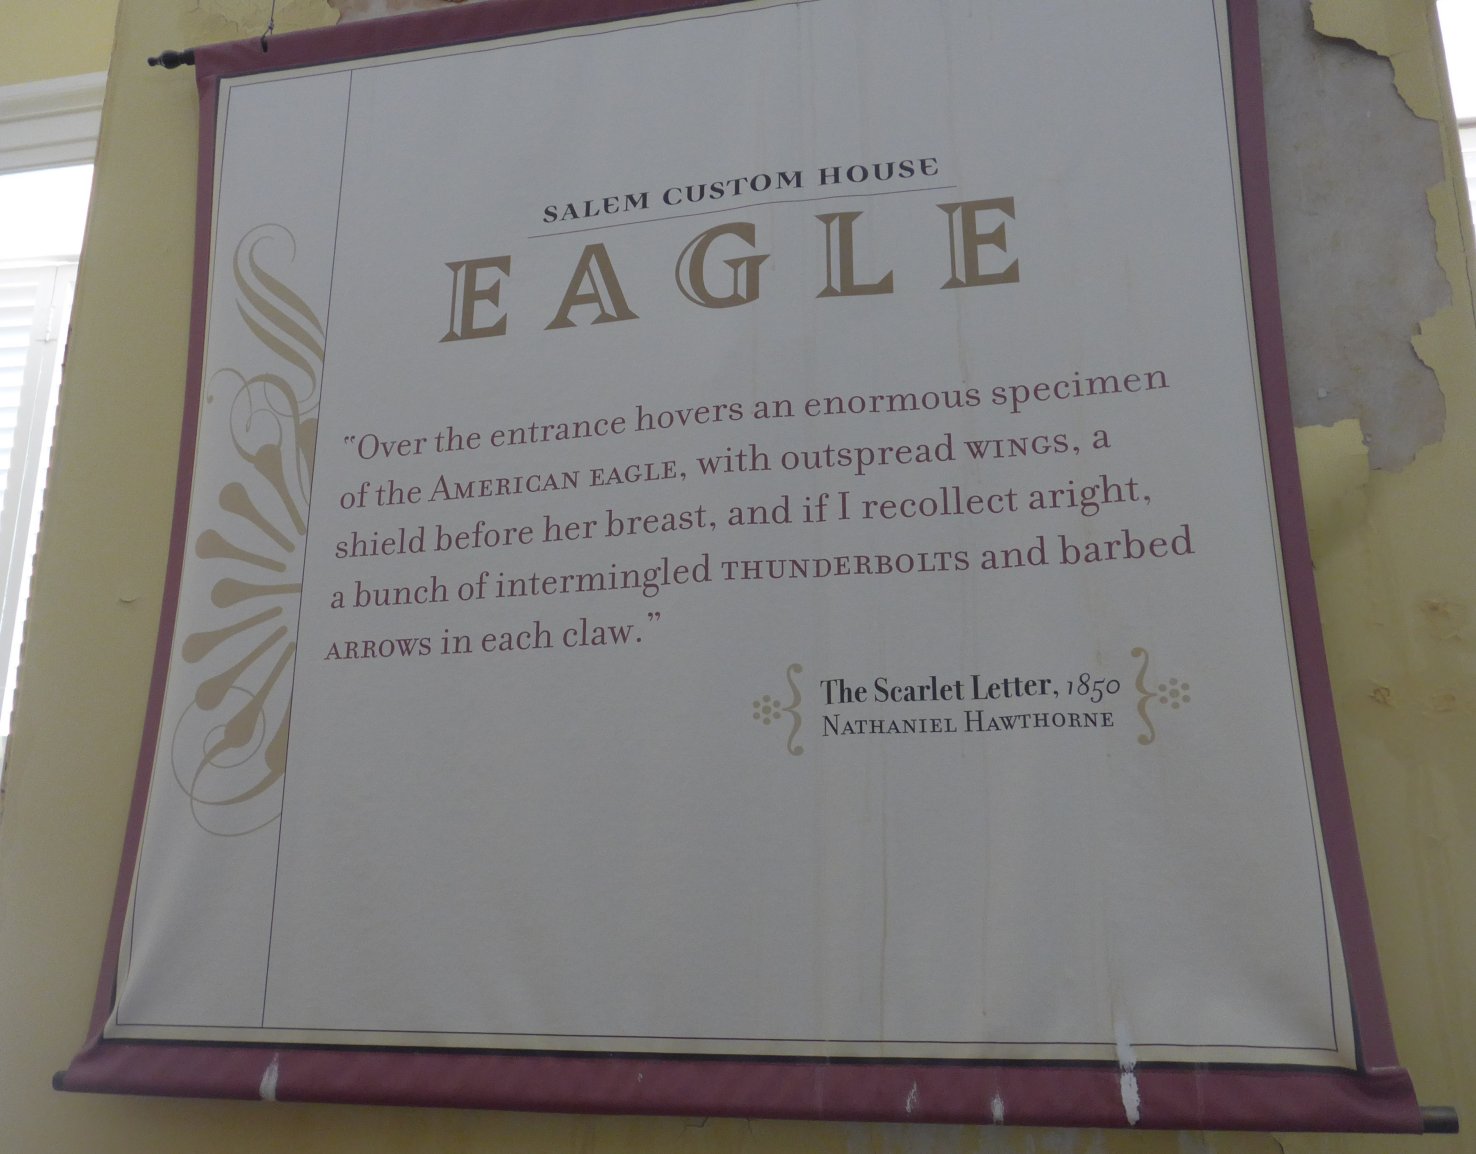 SALEM CUSTOM HOUSE
EAGLE
"Over the entrance hovers an enormous specimen
of the AMERICAN EAGLE, with outspread WINGS, a
shield before her breast, and if I recollect aright,
a bunch of intermingled THUNDERBOLTS and barbed
ARROWS in each claw."
The Scarlet Letter, 1850
NATHANIEL HAWTHORNE